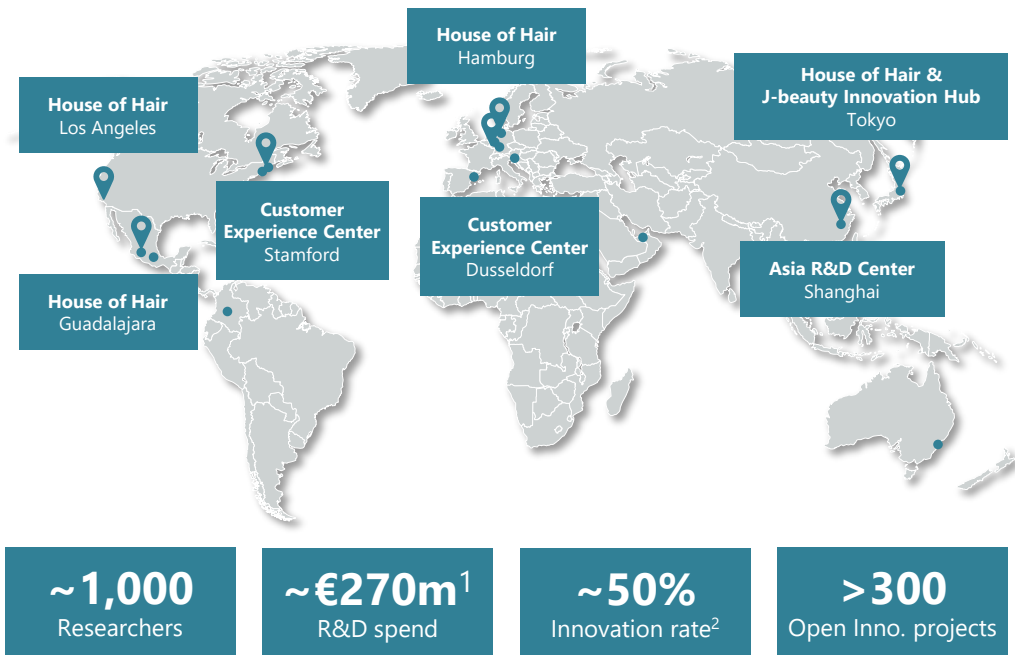 House of Hair
Hamburg
House of Hair &
J-beauty Innovation Hub
Tokyo
House of Hair
Los Angeles
Customer
Experience Center
Stamford
Customer
Experience Center
Dusseldorf
Asia R&D Center
Shanghai
House of Hair
Guadalajara
~1,000
Researchers
~€270m¹
R&D spend
~50%
Innovation rate²
>300
Open Inno. projects